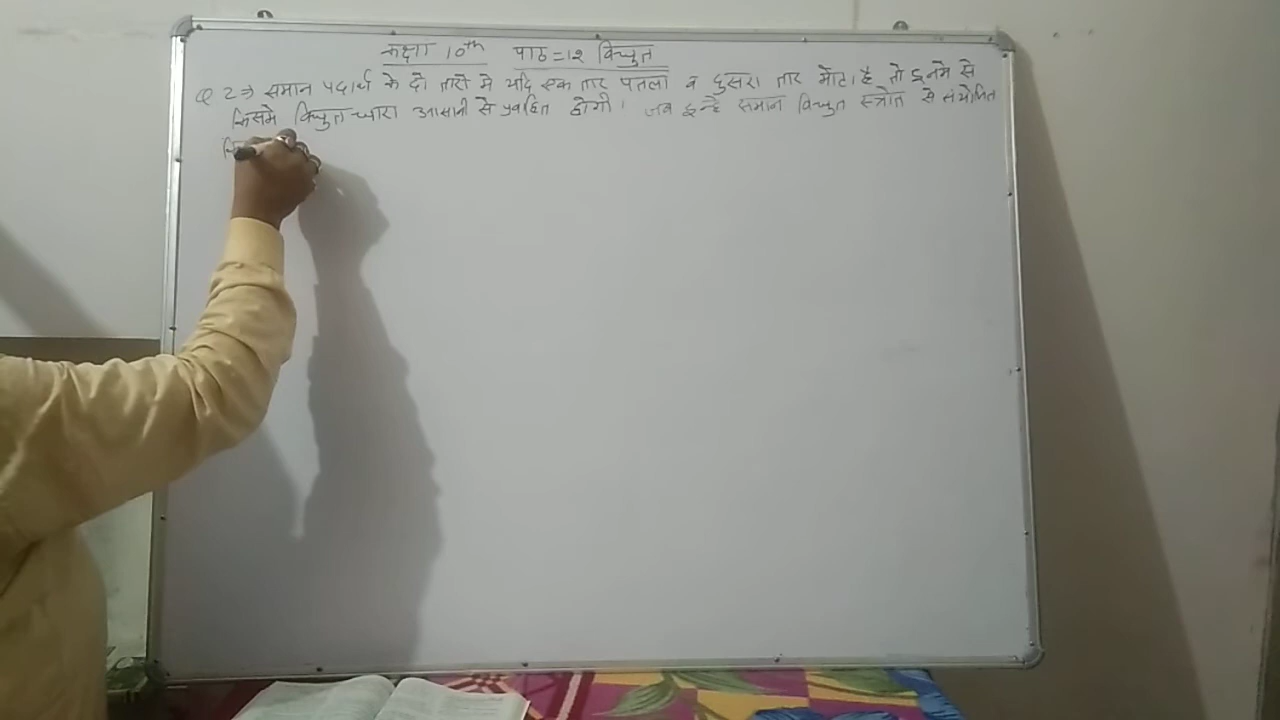 कक्षा 10th पाठ=12 विद्युत
Q 2⇒ समान पदार्थ के दो तारो मे यदि एक तार पतला व दुसरा तार मोटा है तो इनमे से
किसमे विद्युत धारा आसानी से प्रवाहित होगी। जब इन्हे समान विद्युत स्त्रोत से संयोजित